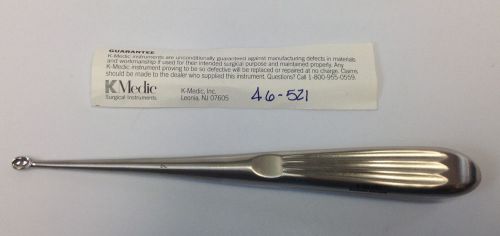 GUARANTEE
K-Medic instruments are unconditionally guaranteed against manufacturing defects in materials
and workmanship if used for their intended surgical purpose and maintained properly. Any
K-Medic instrument proving to be so defective will be replaced or repaired at no charge. Claims
should be made to the dealer who supplied this instrument. Questions? Call 1-800-955-0559.
KMedic
Surgical Instruments
K-Medic, Inc.
Leonia, NJ 07605
46-521